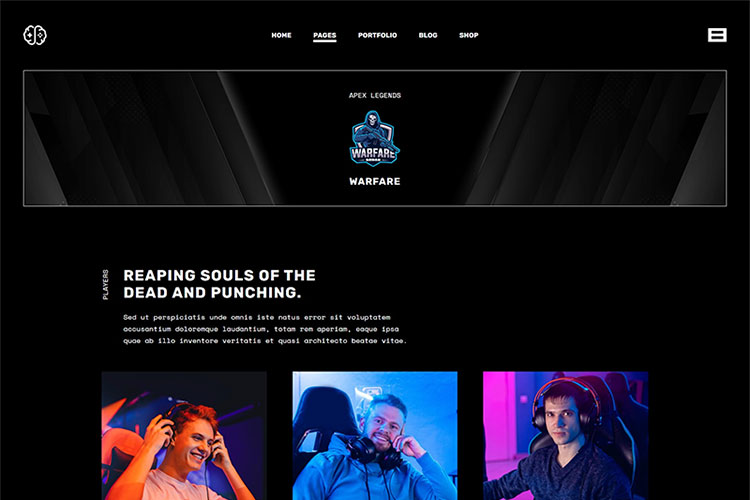 HOME PAGES PORTFOLIO BLOG SHOP
APEX LEGENDS
WARFARE
WARFARE
PLAYERS
REAPING SOULS OF THE
DEAD AND PUNCHING.
Sed ut perspiciatis unde omnis iste natus error sit voluptatem
accusantium doloremque laudantium, totam rem aperiam, eaque ipsa
quae ab illo inventore veritatis et quasi architecto beatae vitae.